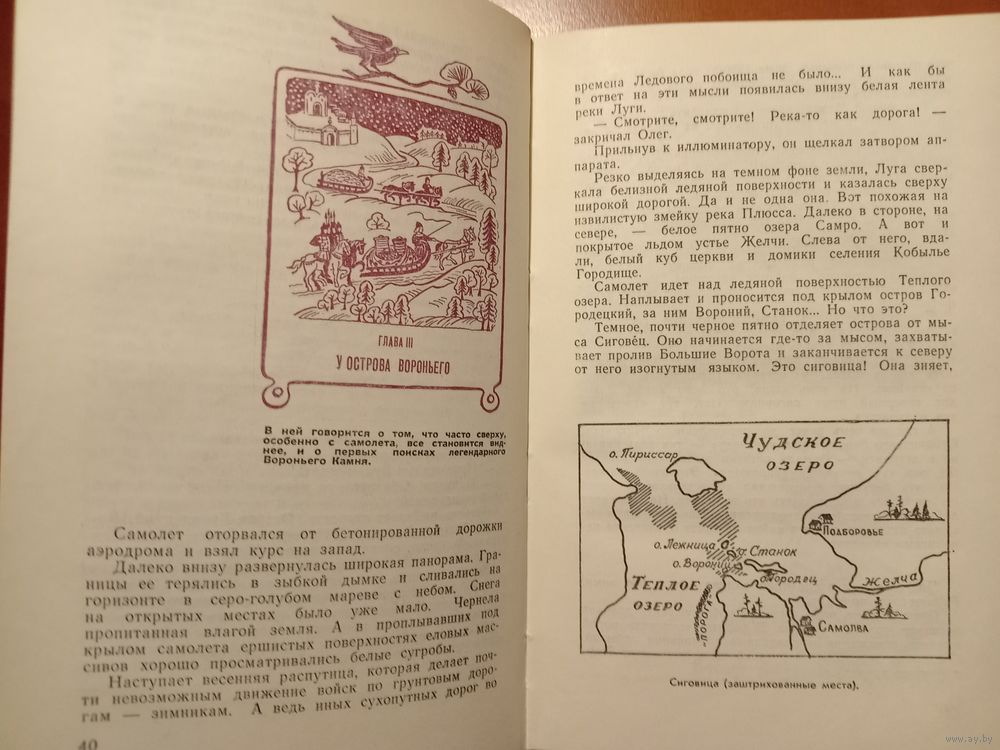 ГЛАВА III
У ОСТРОВА ВОРОНЬЕГО
В ней говорится о том, что часто сверху,
особенно с самолета, все становится вид-
нее, и о первых поисках легендарного
Вороньего Камня.
Самолет оторвался от бетонированной дорожки
аэродрома и взял курс на запад.
Далеко внизу развернулась широкая панорама. Гра-
ницы ее терялись в зыбкой дымке и сливались на
горизонте в серо-голубом мареве с небом. Снега
на открытых местах было уже мало. Чернела
пропитанная влагой земля. А в проплывавших под
крылом самолета ершистых поверхностях еловых мас-
сивов хорошо просматривались белые сугробы.
Наступает весенняя распутица, которая делает поч-
ти невозможным движение войск по грунтовым доро-
гам — зимникам. А ведь иных сухопутных дорог во
40
времена Ледового побоища не было... И как бы
в ответ на эти мысли появилась внизу белая лента
реки Луги.
— Смотрите, смотрите! Река-то как дорога! —
закричал Олег.
Прильнув к иллюминатору, он щелкал затвором ап-
парата.
Резко выделяясь на темном фоне земли, Луга свер-
кала белизной ледяной поверхности и казалась сверху
широкой дорогой. Да и не одна она. Вот похожая на
извилистую змейку река Плюсса. Далеко в стороне, на
севере, — белое пятно озера Самро. А вот и
покрытое льдом устье Желчи. Слева от него, вда-
ли, белый куб церкви и домики селения Кобылье
Городище.
Самолет идет над ледяной поверхностью Теплого
озера. Наплывает и проносится под крылом остров Го-
родецкий, за ним Вороний, Станок... Но что это?
Темное, почти черное пятно отделяет острова от мы-
са Сиговéц. Оно начинается где-то за мысом, захваты-
вает пролив Большие Ворота и заканчивается к северу
от него изогнутым языком. Это сиговица! Она зияет,
Чудское
озеро
о. Пириссар
Подборовье
о. Лежница
о. Станок
о. Вороний
о. Городец
Желча
Теплое
озеро
"Порога"
Самолва
Сиговица (заштрихованные места).
www.ay.by